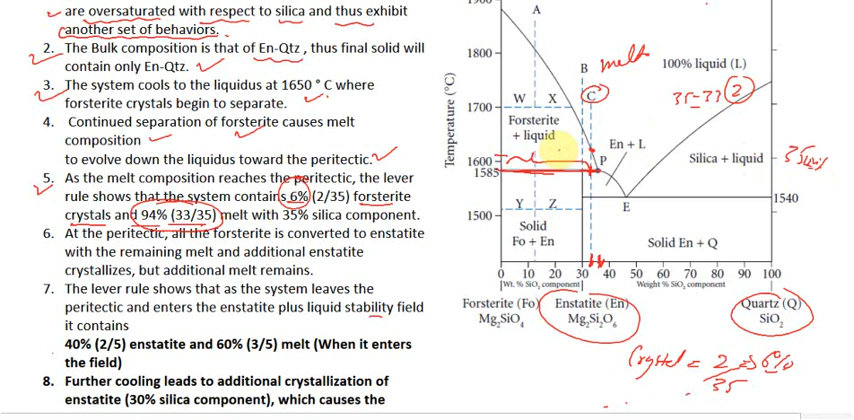 are oversaturated with respect to silica and thus exhibit
another set of behaviors.
2. The Bulk composition is that of En-Qtz , thus final solid will
contain only En-Qtz.
3. The system cools to the liquidus at 1650 ° C where
forsterite crystals begin to separate.
4. Continued separation of forsterite causes melt
composition
to evolve down the liquidus toward the peritectic.
5. As the melt composition reaches the peritectic, the lever
rule shows that the system contains 6% (2/35) forsterite
crystals and 94% (33/35) melt with 35% silica component.
6. At the peritectic, all the forsterite is converted to enstatite
with the remaining melt and additional enstatite
crystallizes, but additional melt remains.
7. The lever rule shows that as the system leaves the
peritectic and enters the enstatite plus liquid stability field
it contains
40% (2/5) enstatite and 60% (3/5) melt (When it enters
the field)
8. Further cooling leads to additional crystallization of
enstatite (30% silica component), which causes the
1900
A
1800
B
melt
100% liquid (L)
C
35-33 2
1700
W X
Forsterite
+ liquid
En + L
Temperature (°C)
1600
P
Silica + liquid
1585
1540
Y Z
E
1500
Solid
Fo + En
Solid En + Q
0 10 20 30 40 50 60 70 80 90 100
Wt. % SiO2 component
Weight % SiO2 component
Forsterite (Fo) Enstatite (En) Quartz (Q)
Mg2SiO4 Mg2Si2O6 SiO2
Crystal = 2/35 => 6%